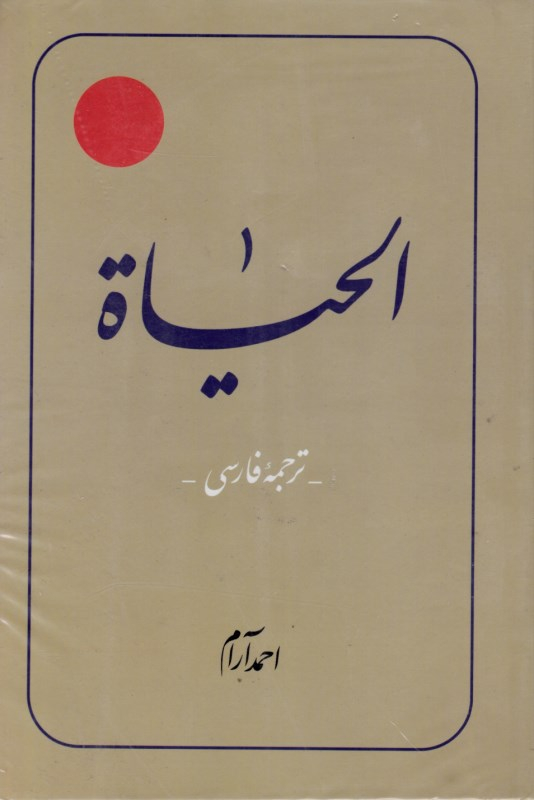 الحیاة
۱
- ترجمهٔ فارسی -
احمد آرام